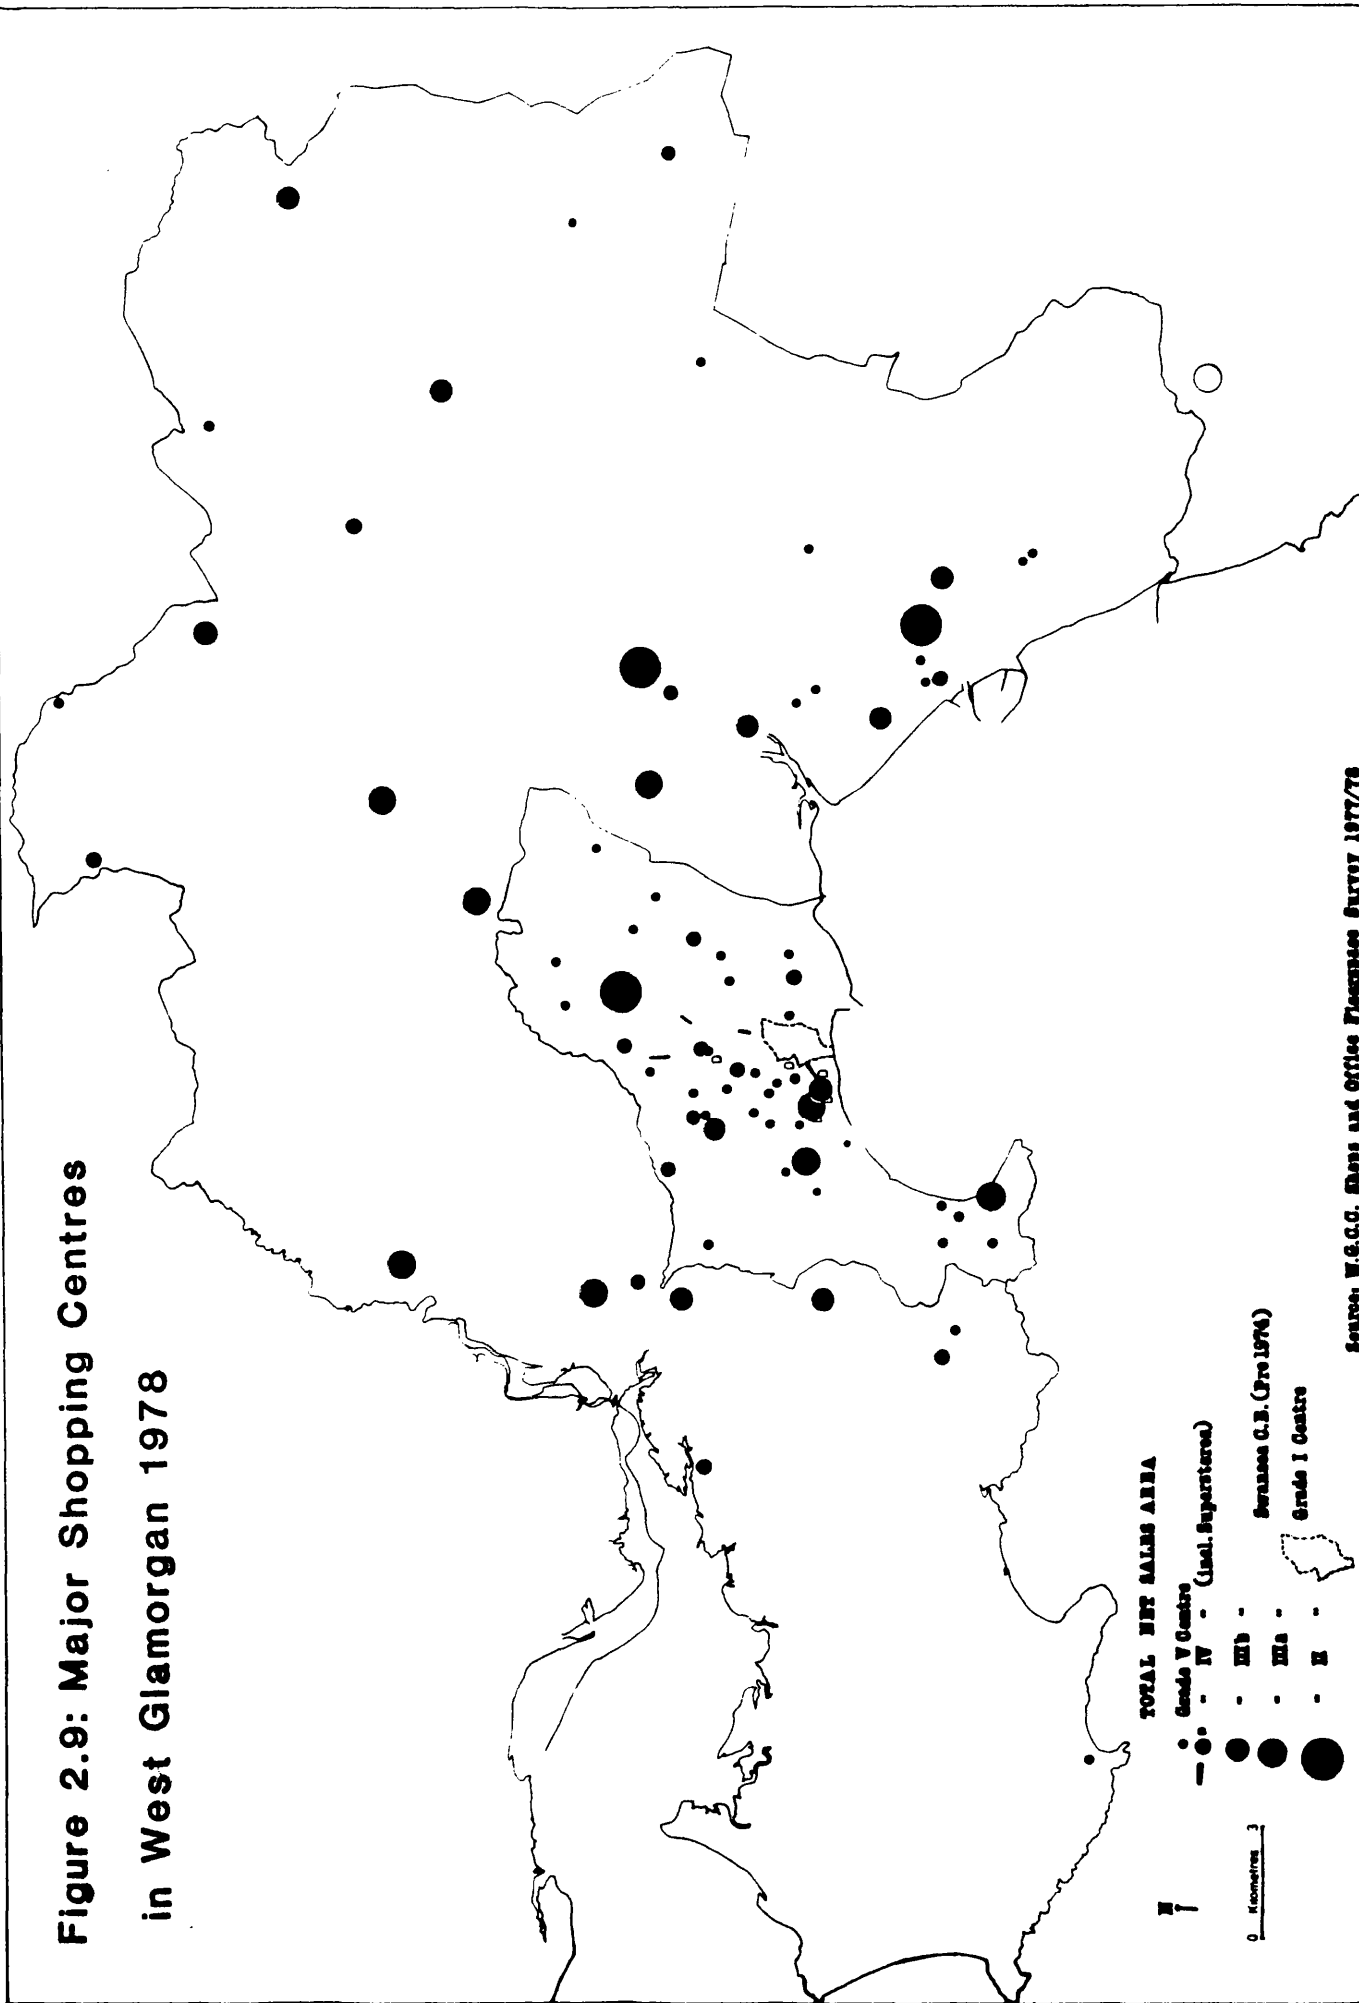 Figure 2.9: Major Shopping Centres
in West Glamorgan 1978
N
0 Kilometres 3
TOTAL NET SALES AREA
Grade V Centre
" IV " (incl. Superstores)
" IIIb "
" IIIa "
" II "
Swansea C.B. (Pre 1974)
Grade I Centre
Source: W.G.C.C. Shops and Office Floorspace Survey 1977/78